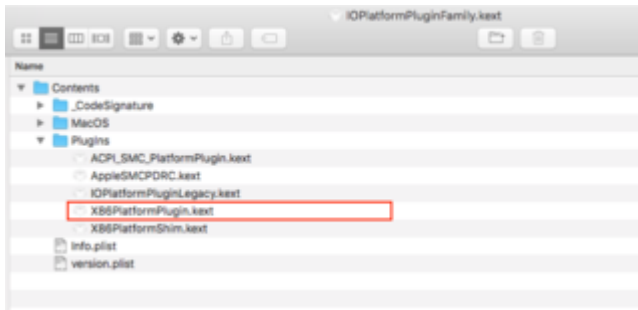 IOPlatformPluginFamily.kext
Name
Contents
_CodeSignature
MacOS
PlugIns
ACPI_SMC_PlatformPlugin.kext
AppleSMCPDRC.kext
IOPlatformPluginLegacy.kext
X86PlatformPlugin.kext
X86PlatformShim.kext
Info.plist
version.plist